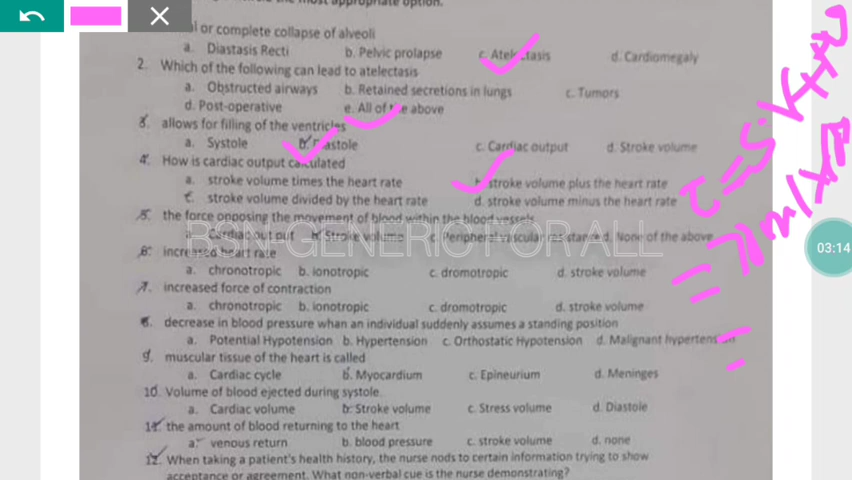 the most appropriate option.
al or complete collapse of alveoli
a. Diastasis Recti b. Pelvic prolapse c. Atelectasis d. Cardiomegaly
2. Which of the following can lead to atelectasis
a. Obstructed airways b. Retained secretions in lungs c. Tumors
d. Post-operative e. All of the above
3. allows for filling of the ventricles
a. Systole b. Diastole c. Cardiac output d. Stroke volume
4. How is cardiac output calculated
a. stroke volume times the heart rate b. stroke volume plus the heart rate
c. stroke volume divided by the heart rate d. stroke volume minus the heart rate
5. the force opposing the movement of blood within the blood vessels
a. Cardiac out put b. Stroke volume c. Peripheral vascular resistance d. None of the above
BSN-GENERIC FOR ALL
6. increased heart rate
a. chronotropic b. ionotropic c. dromotropic d. stroke volume
7. increased force of contraction
a. chronotropic b. ionotropic c. dromotropic d. stroke volume
8. decrease in blood pressure whan an individual suddenly assumes a standing position
a. Potential Hypotension b. Hypertension c. Orthostatic Hypotension d. Malignant hypertension
9. muscular tissue of the heart is called
a. Cardiac cycle b. Myocardium c. Epineurium d. Meninges
10. Volume of blood ejected during systole
a. Cardiac volume b. Stroke volume c. Stress volume d. Diastole
11. the amount of blood returning to the heart
a. venous return b. blood pressure c. stroke volume d. none
12. When taking a patient's health history, the nurse nods to certain information trying to show
acceptance or agreement. What non-verbal cue is the nurse demonstrating?
03:14